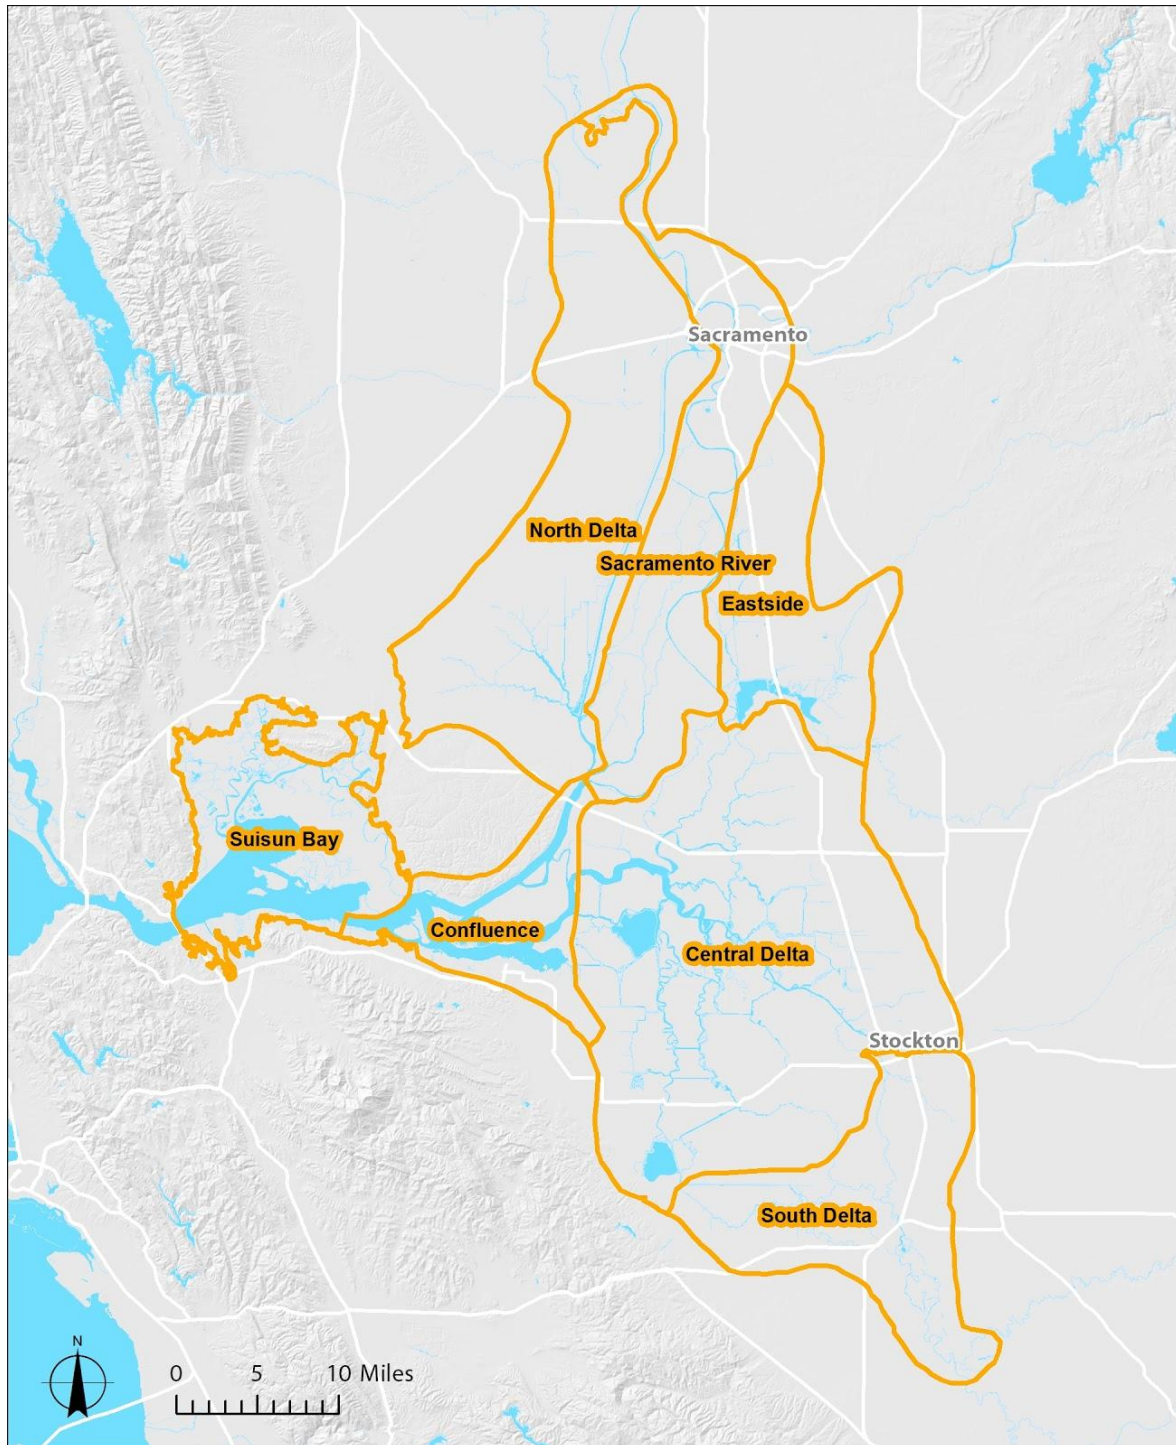 Sacramento
North Delta
Sacramento River
Eastside
Suisun Bay
Confluence
Central Delta
Stockton
South Delta
N
0 5 10 Miles